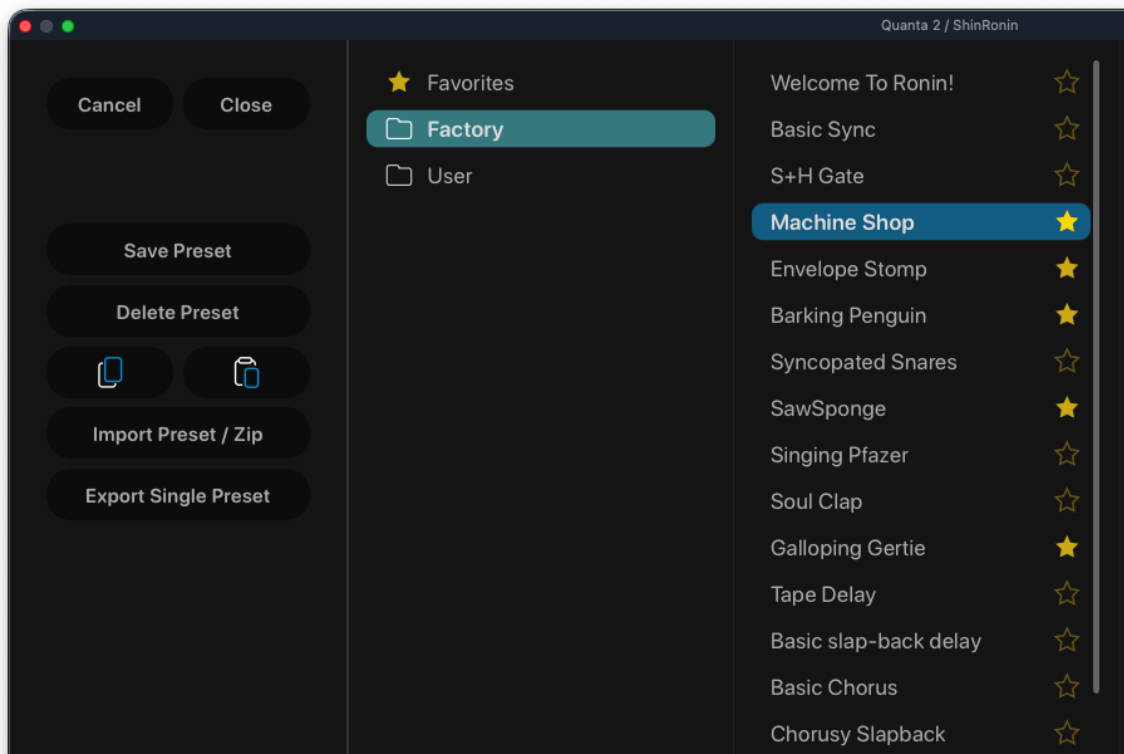 Quanta 2 / ShinRonin
Cancel
Close
Save Preset
Delete Preset
Import Preset / Zip
Export Single Preset
Favorites
Factory
User
Welcome To Ronin!
Basic Sync
S+H Gate
Machine Shop
Envelope Stomp
Barking Penguin
Syncopated Snares
SawSponge
Singing Pfazer
Soul Clap
Galloping Gertie
Tape Delay
Basic slap-back delay
Basic Chorus
Chorusy Slapback